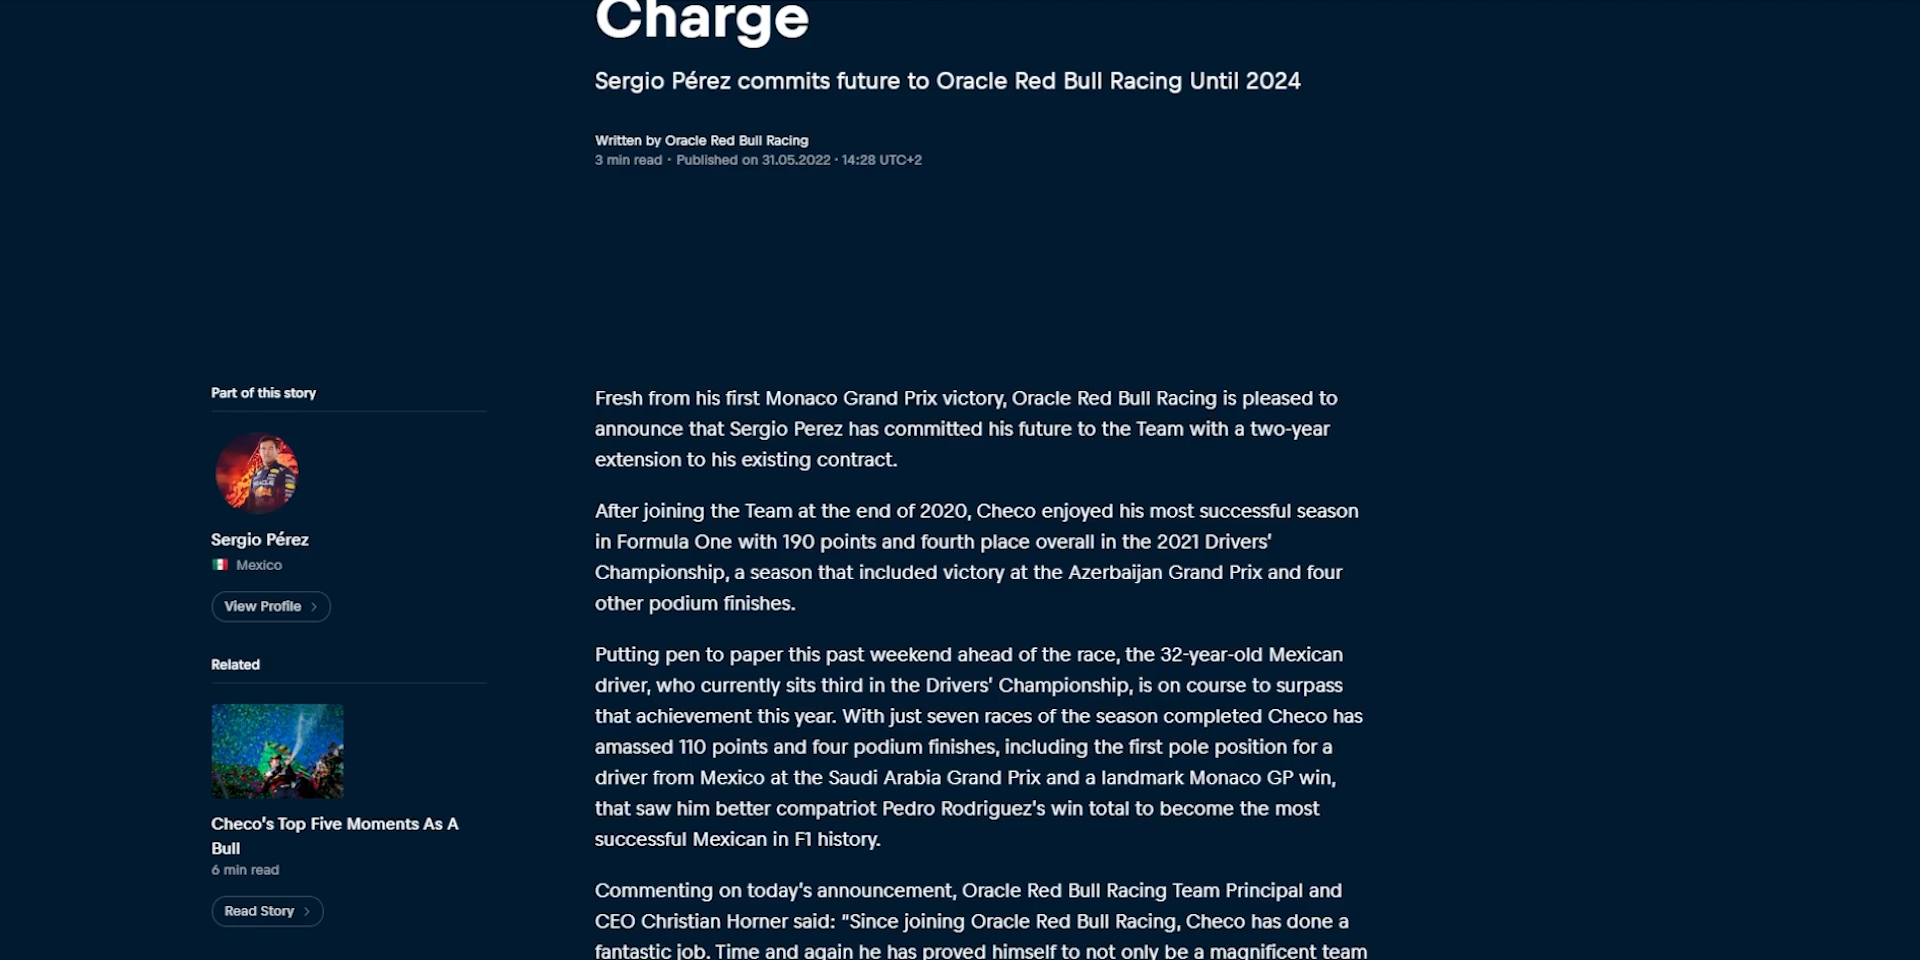 Charge
Sergio Pérez commits future to Oracle Red Bull Racing Until 2024
Written by Oracle Red Bull Racing
3 min read · Published on 31.05.2022 · 14:28 UTC+2
Part of this story
Sergio Pérez
Mexico
View Profile
Related
Checo's Top Five Moments As A
Bull
6 min read
Read Story
Fresh from his first Monaco Grand Prix victory, Oracle Red Bull Racing is pleased to
announce that Sergio Perez has committed his future to the Team with a two-year
extension to his existing contract.
After joining the Team at the end of 2020, Checo enjoyed his most successful season
in Formula One with 190 points and fourth place overall in the 2021 Drivers'
Championship, a season that included victory at the Azerbaijan Grand Prix and four
other podium finishes.
Putting pen to paper this past weekend ahead of the race, the 32-year-old Mexican
driver, who currently sits third in the Drivers' Championship, is on course to surpass
that achievement this year. With just seven races of the season completed Checo has
amassed 110 points and four podium finishes, including the first pole position for a
driver from Mexico at the Saudi Arabia Grand Prix and a landmark Monaco GP win,
that saw him better compatriot Pedro Rodriguez's win total to become the most
successful Mexican in F1 history.
Commenting on today's announcement, Oracle Red Bull Racing Team Principal and
CEO Christian Horner said: "Since joining Oracle Red Bull Racing, Checo has done a
fantastic job. Time and again he has proved himself to not only be a magnificent team